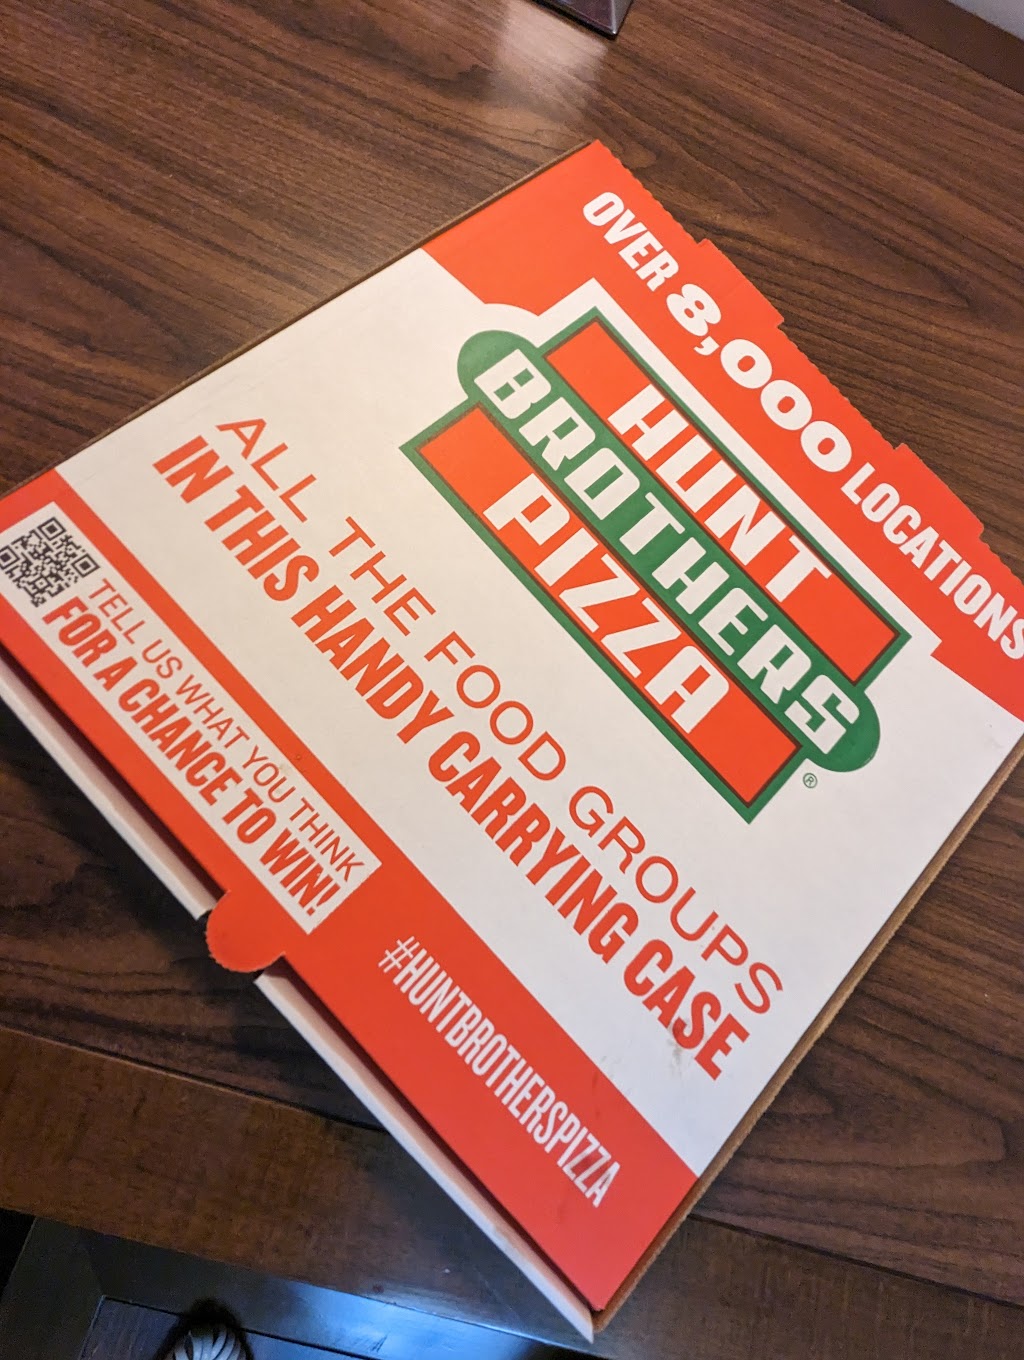 OVER 8,000 LOCATIONS
HUNT
BROTHERS
PIZZA
®
ALL THE FOOD GROUPS
IN THIS HANDY CARRYING CASE
TELL US WHAT YOU THINK
FOR A CHANCE TO WIN!
#HUNTBROTHERSPIZZA